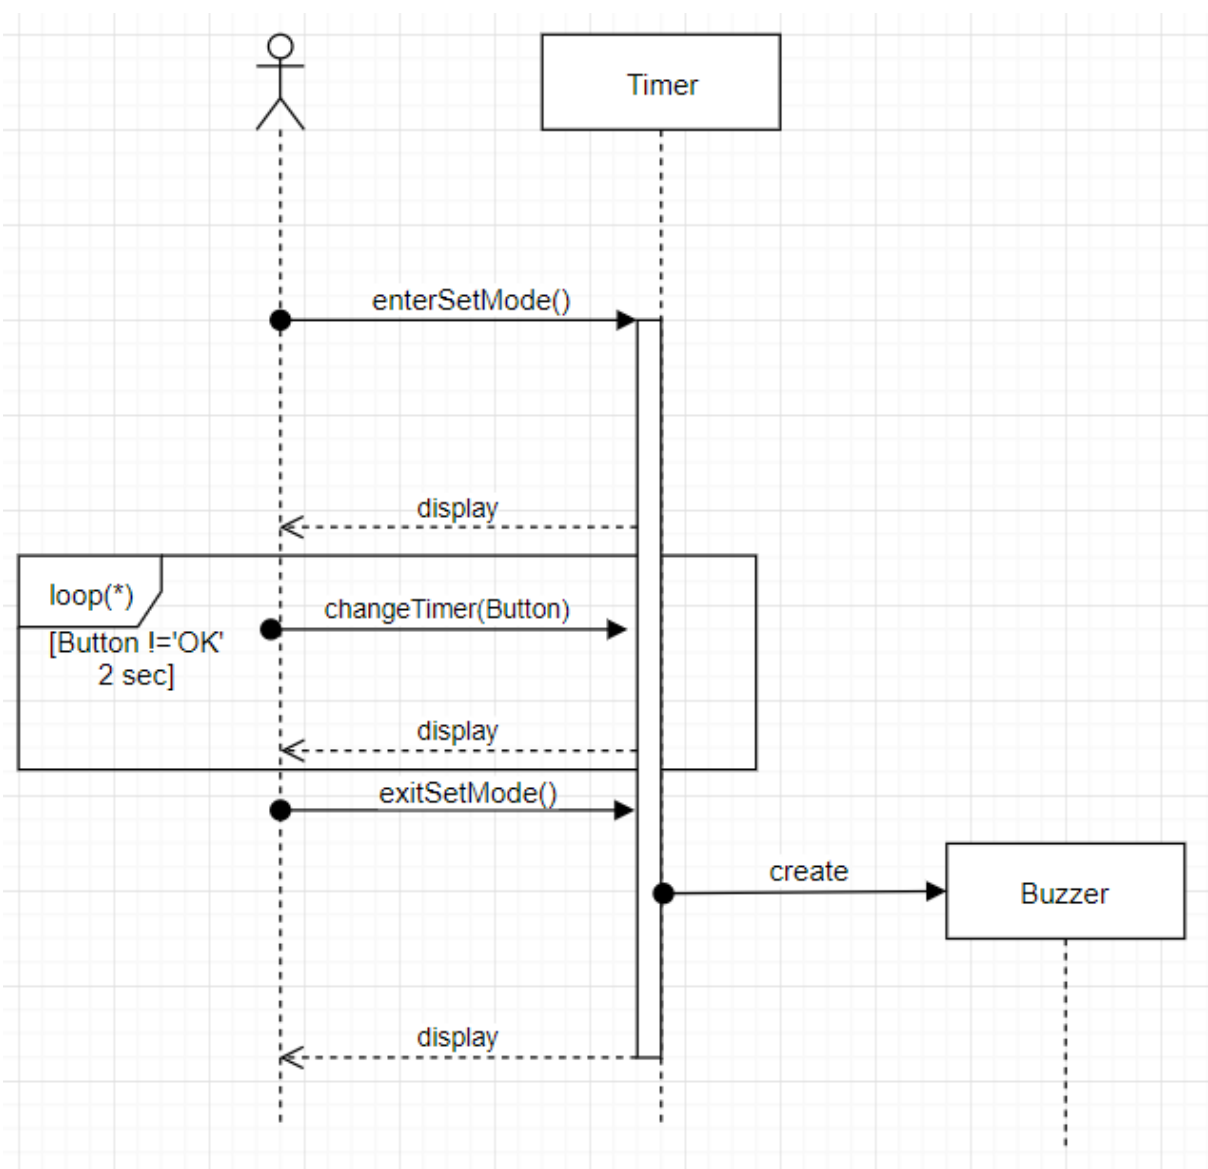 Timer
enterSetMode()
display
loop(*)
changeTimer(Button)
[Button !='OK'
2 sec]
display
exitSetMode()
create
Buzzer
display